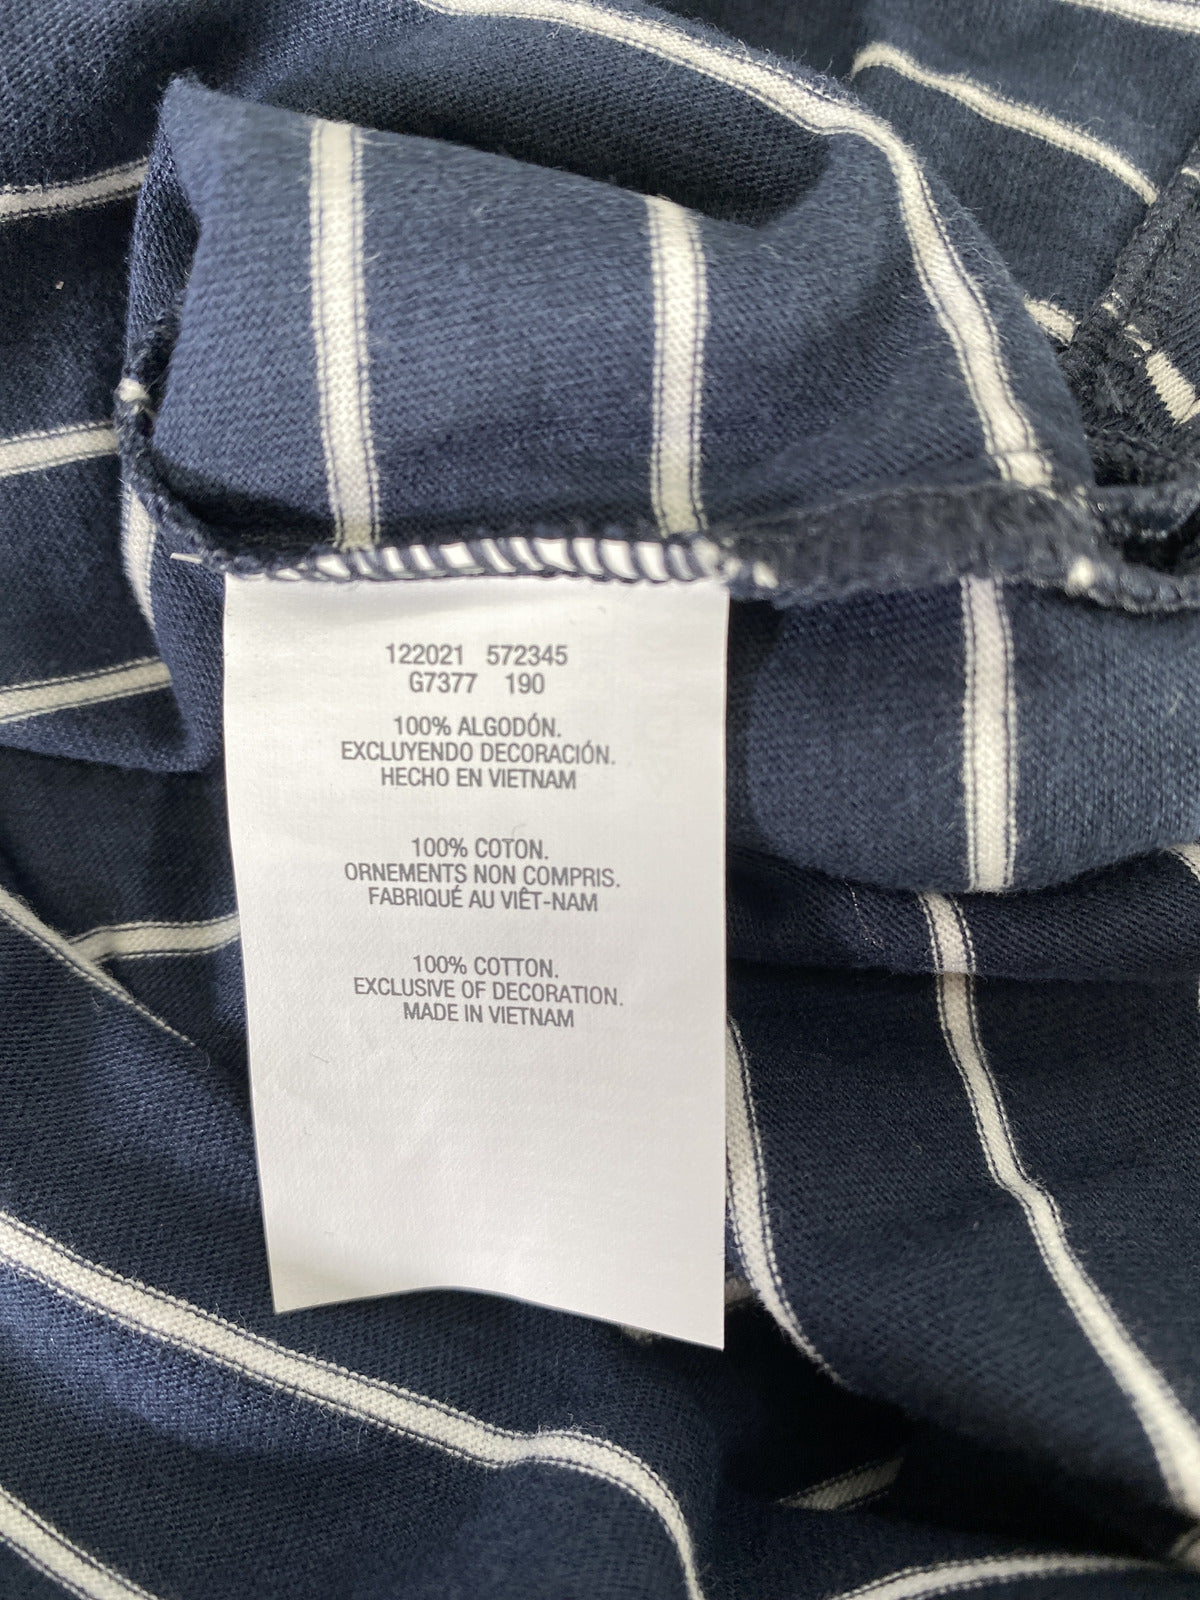 122021 572345
G7377 190
100% ALGODÓN.
EXCLUYENDO DECORACIÓN.
HECHO EN VIETNAM
100% COTON.
ORNEMENTS NON COMPRIS.
FABRIQUÉ AU VIÊT-NAM
100% COTTON.
EXCLUSIVE OF DECORATION.
MADE IN VIETNAM